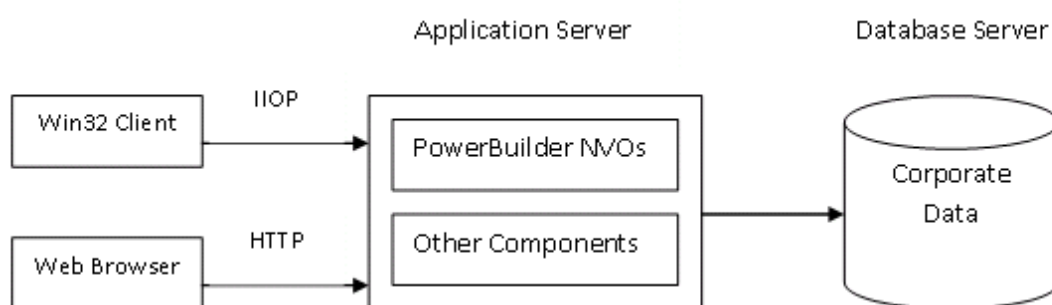 Application Server
Database Server
IIOP
Win32 Client
PowerBuilder NVOs
Corporate
Data
HTTP
Other Components
Web Browser